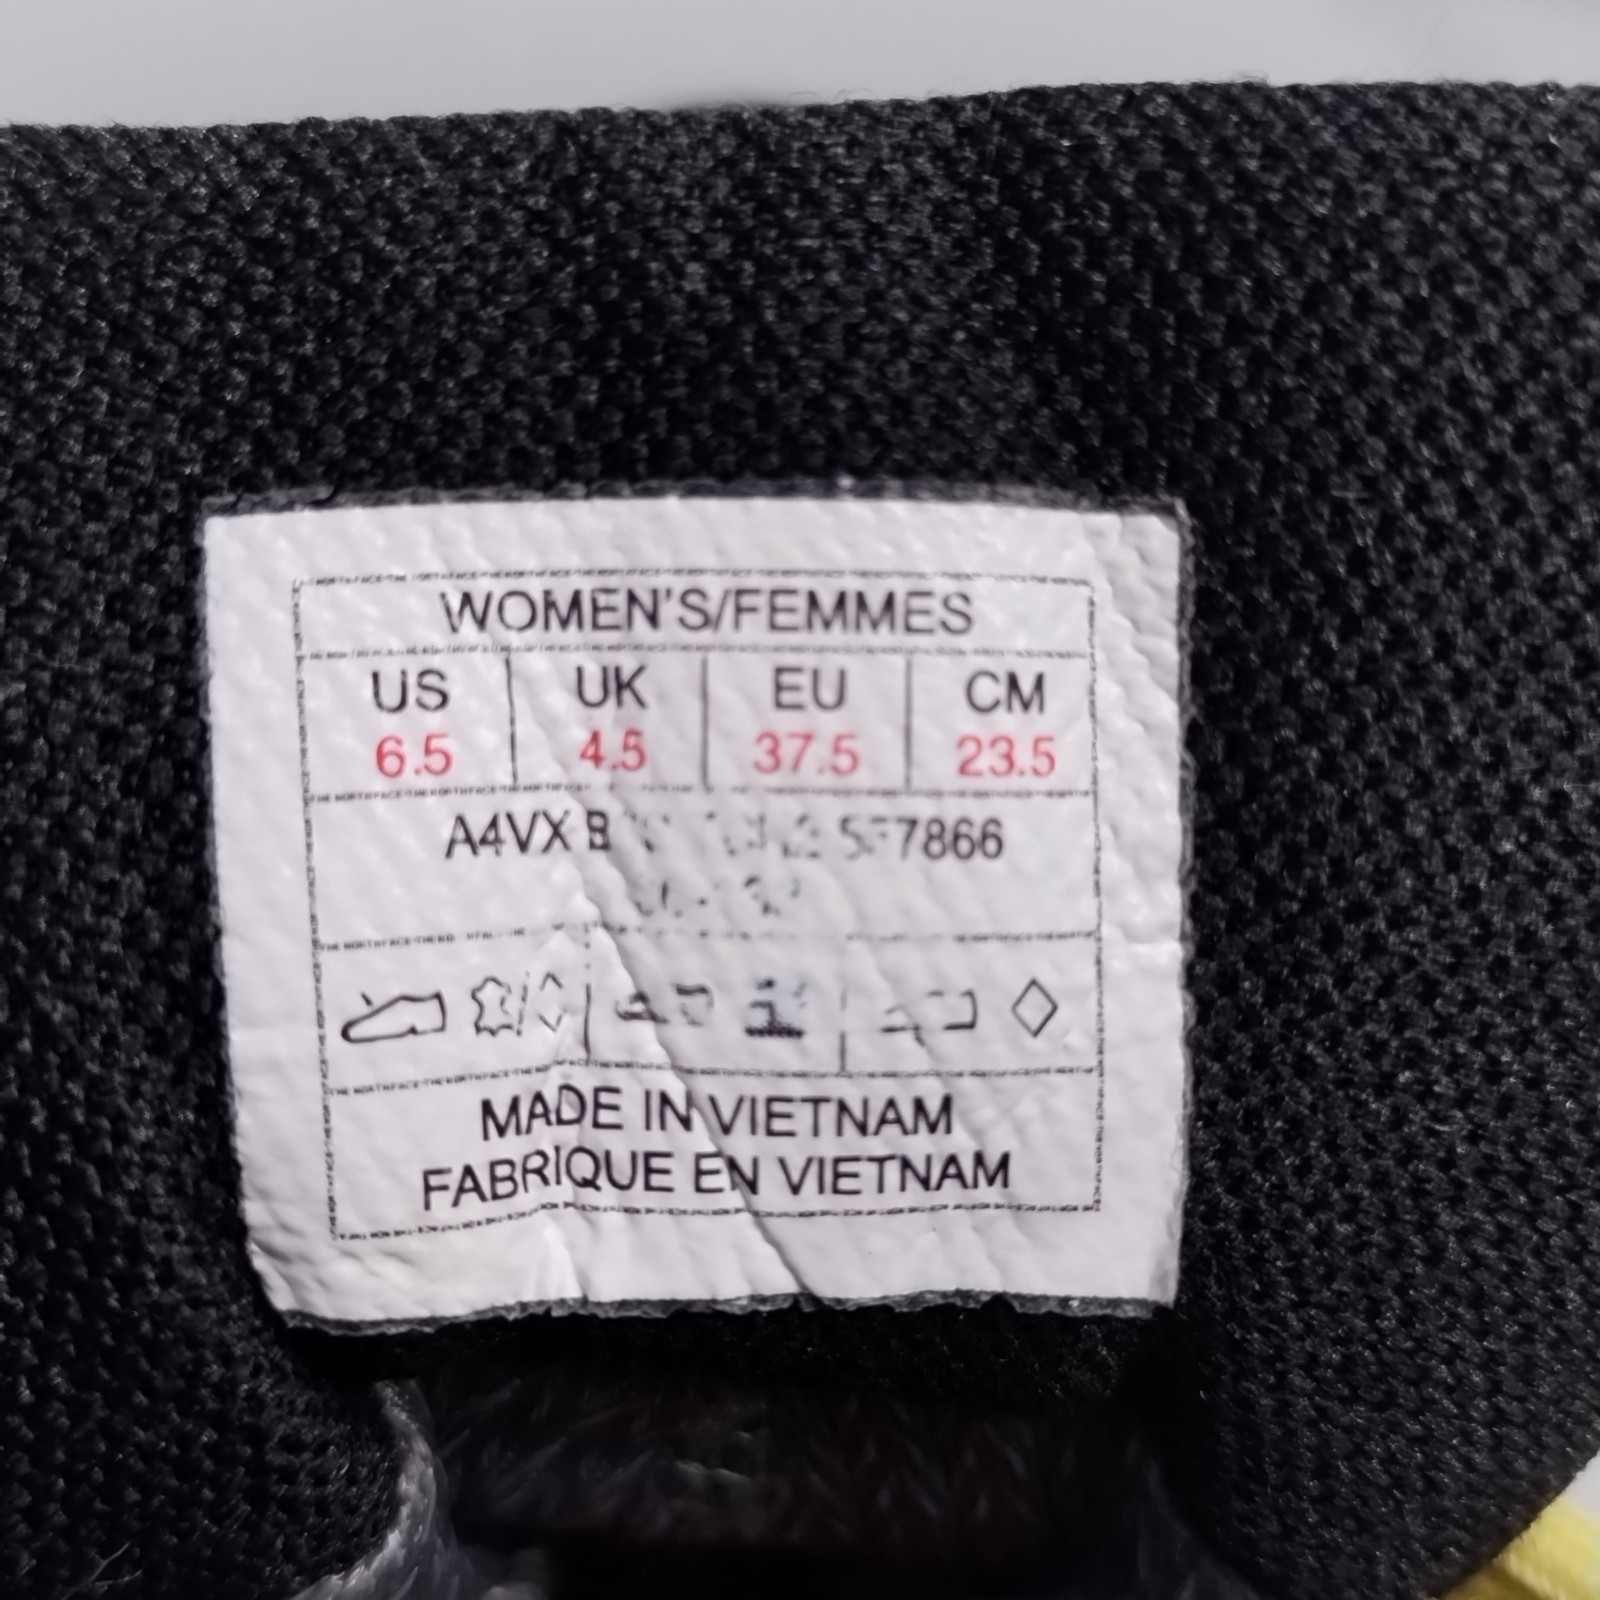 WOMEN'S/FEMMES
US UK EU CM
6.5 4.5 37.5 23.5
A4VX
MADE IN VIETNAM
FABRIQUE EN VIETNAM